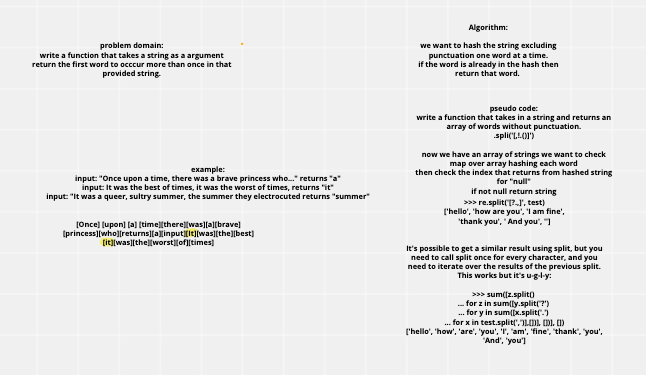 problem domain:
write a function that takes a string as a argument
return the first word to occcur more than once in that
provided string.
example:
input: "Once upon a time, there was a brave princess who..." returns "a"
input: It was the best of times, it was the worst of times, returns "it"
input: "It was a queer, sultry summer, the summer they electrocuted returns "summer"
[Once] [upon] [a] [time][there][was][a][brave]
[princess][who][returns][a][input][It][was][the][best]
[it][was][the][worst][of][times]
Algorithm:
we want to hash the string excluding
punctuation one word at a time.
if the word is already in the hash then
return that word.
pseudo code:
write a function that takes in a string and returns an
array of words without punctuation.
.spli('[,!.()]')
now we have an array of strings we want to check
map over array hashing each word
then check the index that returns from hashed string
for "null"
if not null return string
>>> re.split('[?.,]', test)
['hello', 'how are you', 'I am fine',
'thank you', ' And you', '']
It's possible to get a similar result using split, but you
need to call split once for every character, and you
need to iterate over the results of the previous split.
This works but it's u-g-l-y:
>>> sum([z.split()
... for z in sum([y.split('?')
... for y in sum([x.split('.')
... for x in test.split(',')],[])], [])], [])
['hello', 'how', 'are', 'you', 'I', 'am', 'fine', 'thank', 'you',
'And', 'you']